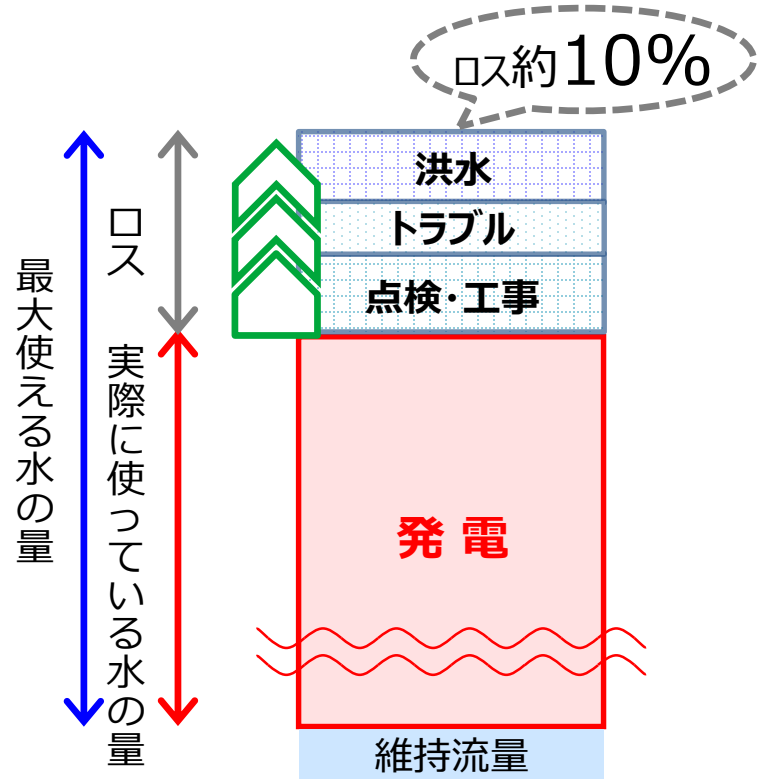 ロス約10%
洪水
トラブル
点検・工事
ロス
最大使える水の量
実際に使っている水の量
発電
維持流量